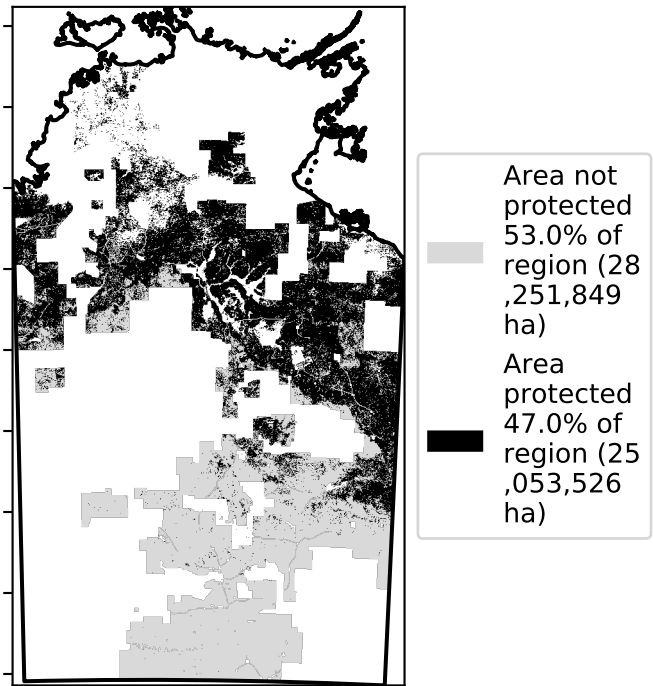 Area not
protected
53.0% of
region (28
,251,849
ha)
Area
protected
47.0% of
region (25
,053,526
ha)